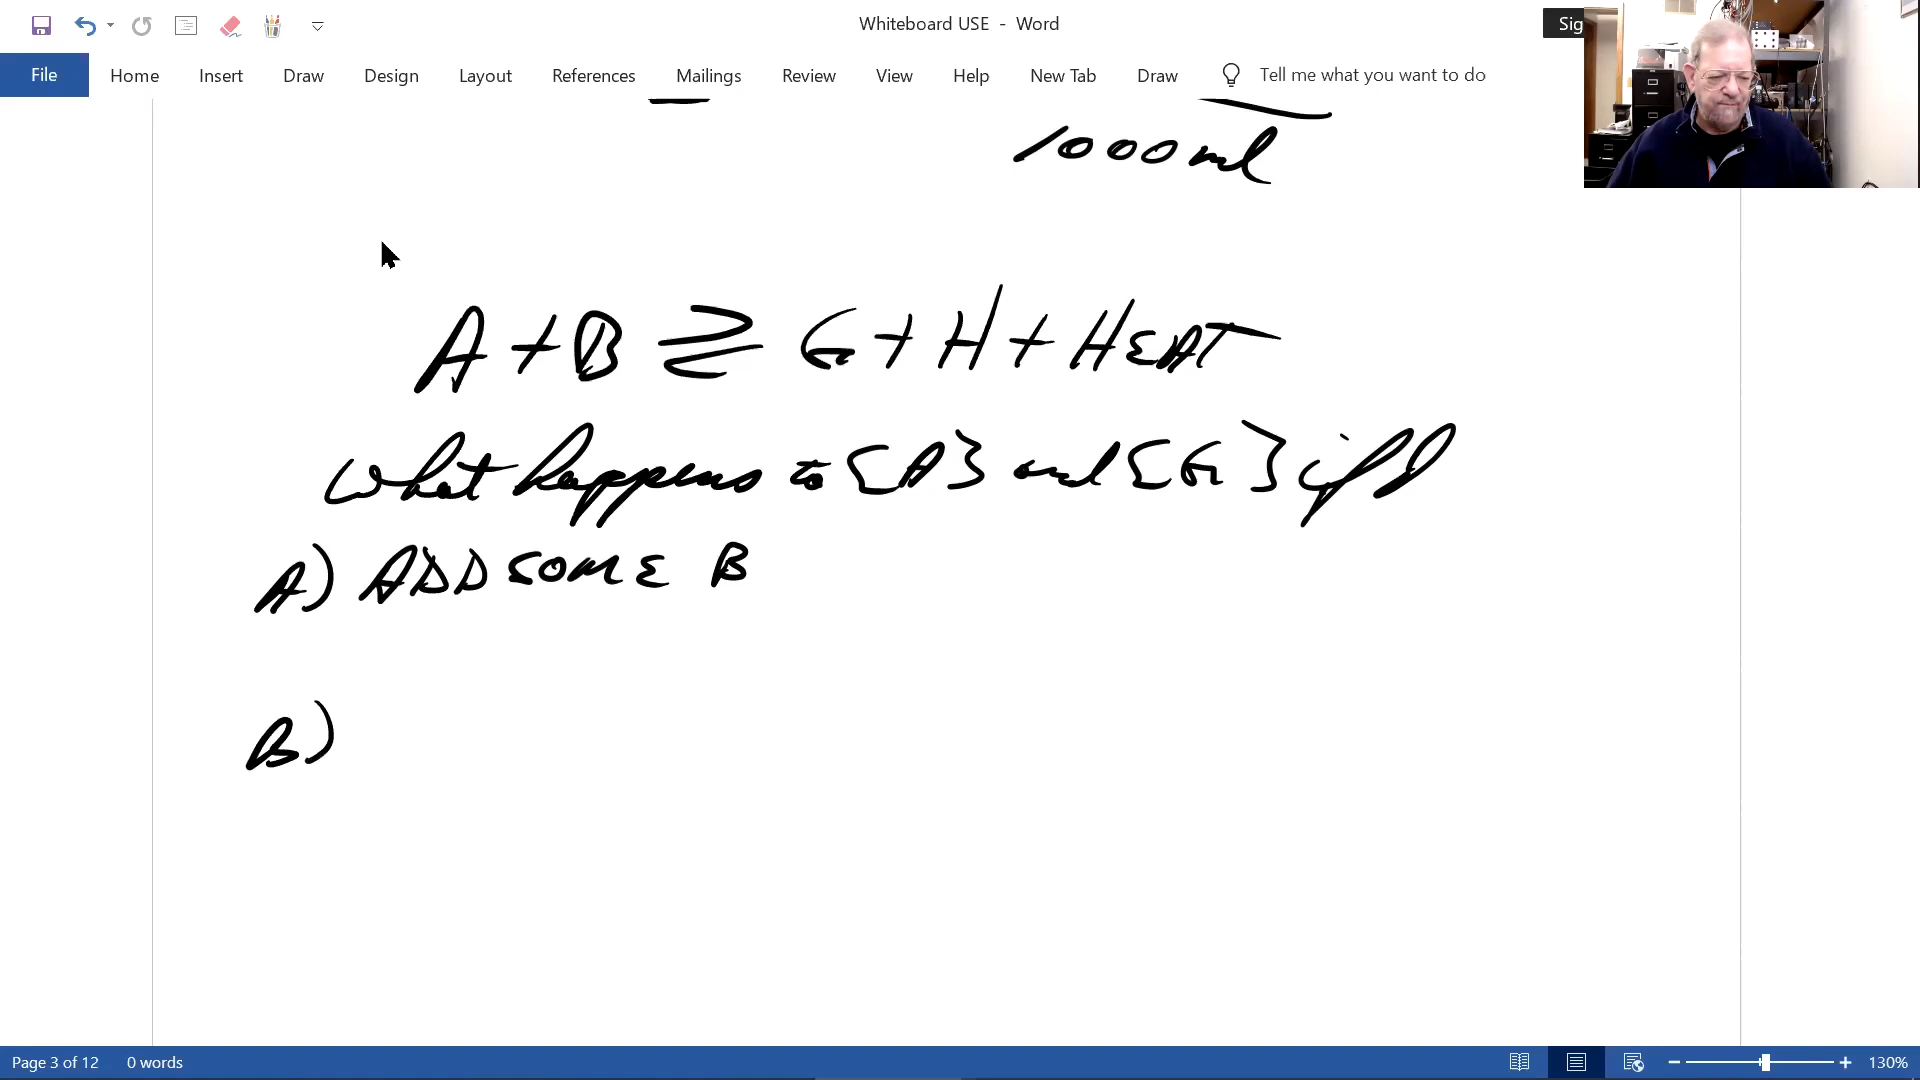 Whiteboard USE - Word
Sig
File Home Insert Draw Design Layout References Mailings Review View Help New Tab Draw Tell me what you want to do
1000 ml
A + B ⇄ G + H + HEAT
what happens to [A] and [G] if I
A) ADD SOME B
B)
Page 3 of 12 0 words 130%